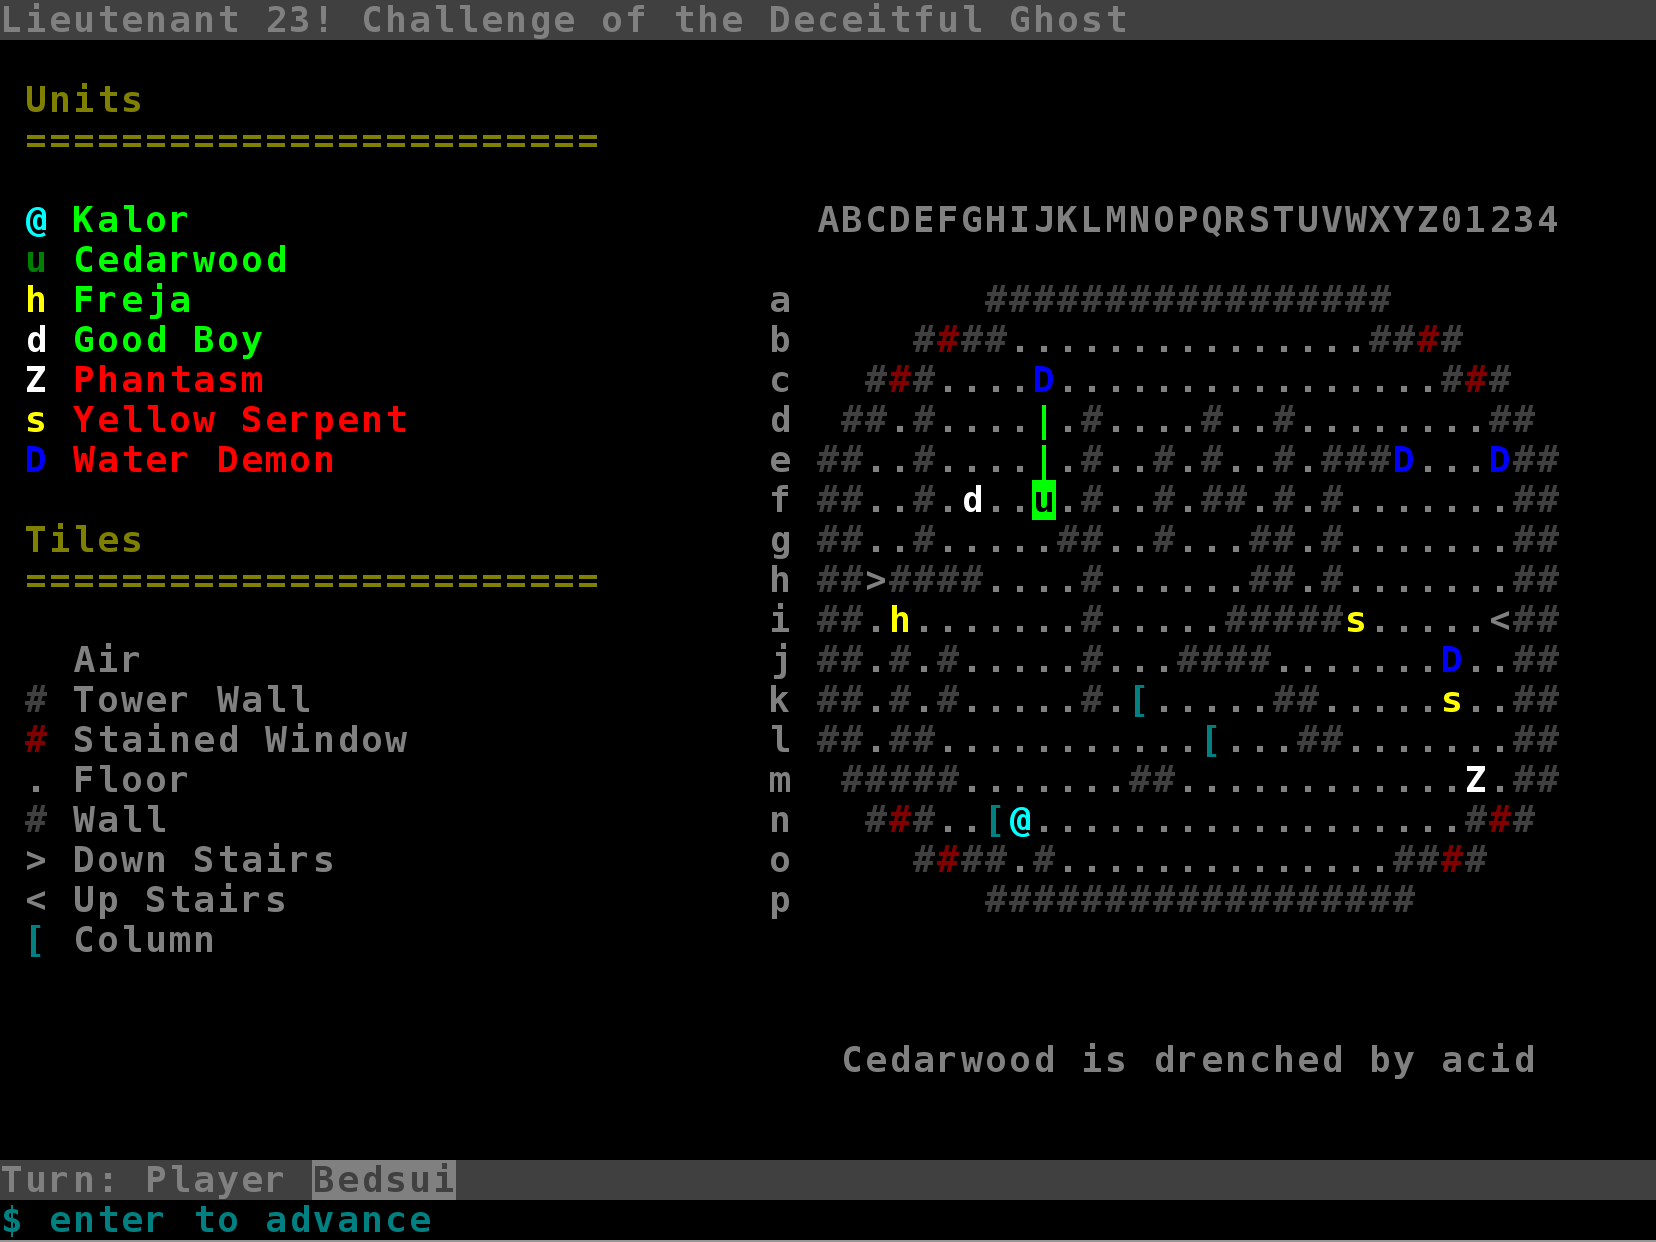 Lieutenant 23! Challenge of the Deceitful Ghost
Units
========================
@ Kalor
u Cedarwood
h Freja
d Good Boy
Z Phantasm
s Yellow Serpent
D Water Demon
Tiles
========================
Air
# Tower Wall
# Stained Window
. Floor
# Wall
> Down Stairs
< Up Stairs
[ Column
ABCDEFGHIJKLMNOPQRSTUVWXYZ01234
a        #################
b     ####...............####
c   ###....D................###
d  ##.#....|.#....#..#........##
e ##..#....|.#..#.#..#.###D...D##
f ##..#.d..u.#..#.##.#.#.......##
g ##..#.....##..#...##.#.......##
h ##>####....#......##.#.......##
i ##.h.......#.....#####s.....<##
j ##.#.#.....#...####.......D..##
k ##.#.#.....#.[.....##.....s..##
l ##.##...........[...##.......##
m  #####.......##............Z.##
n   ###..[@..................###
o     ####.#..............####
p        ##################
Cedarwood is drenched by acid
Turn: Player Bedsui
$ enter to advance